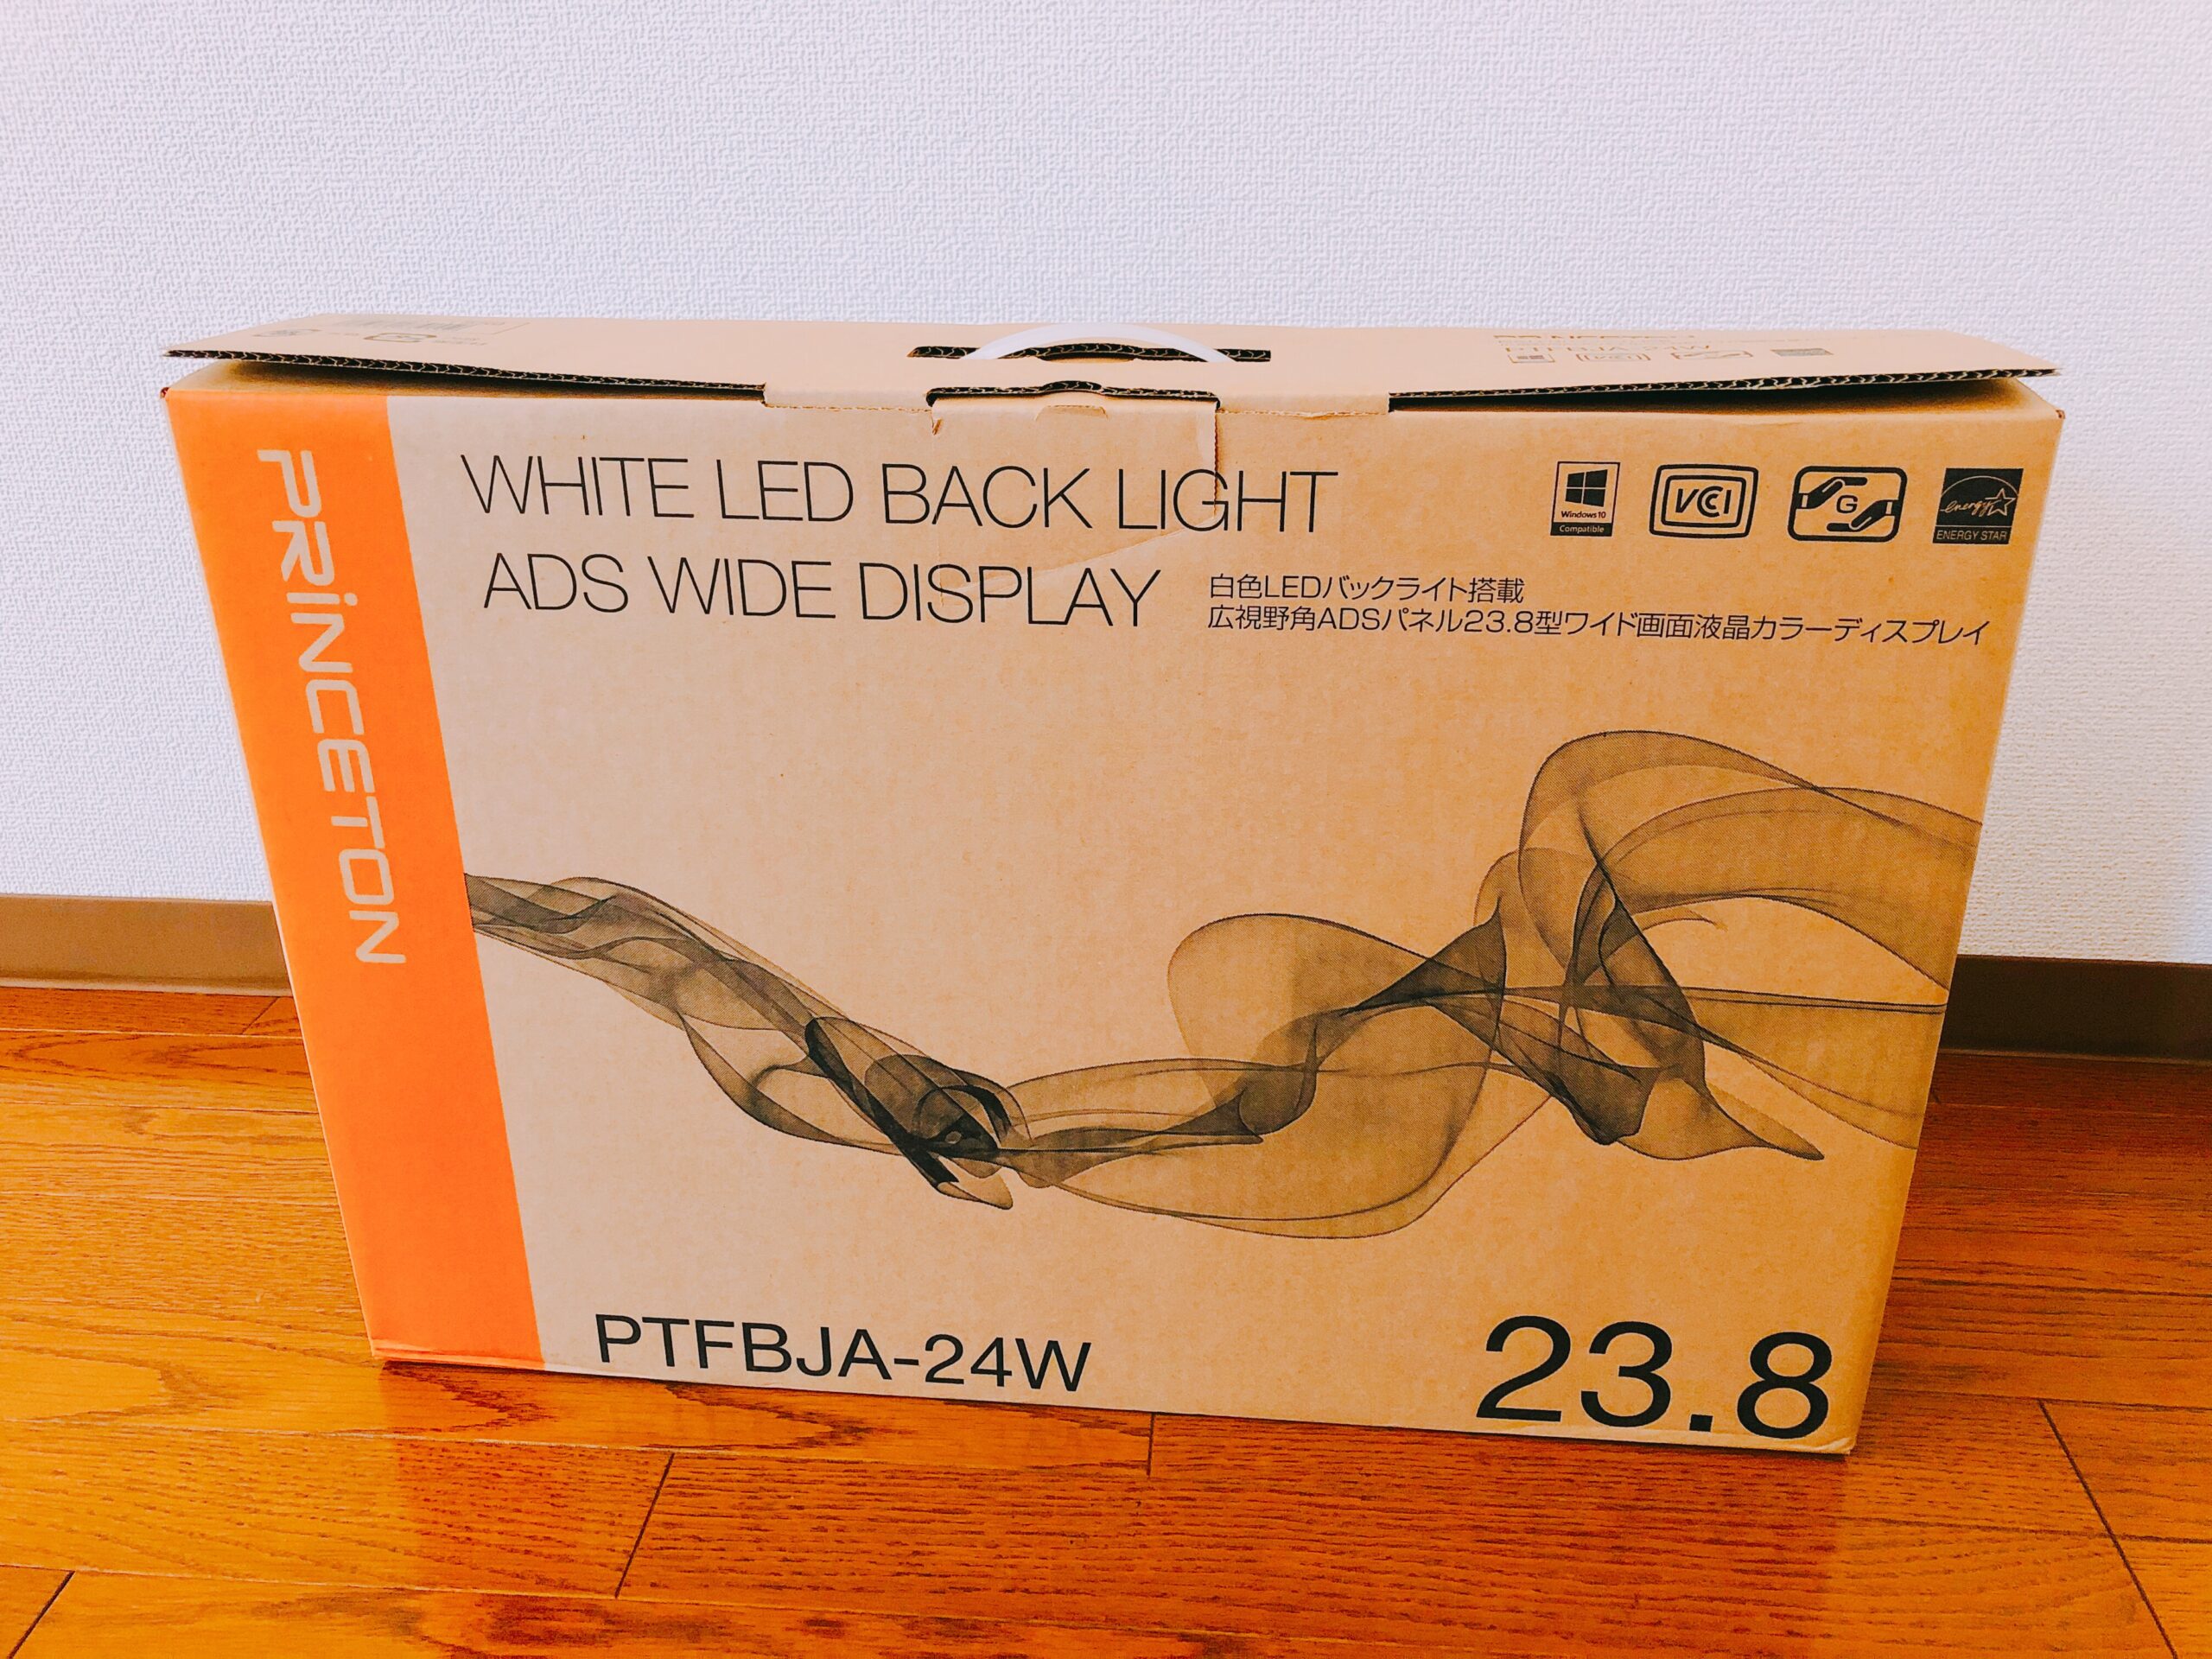 PRINCETON
WHITE LED BACK LIGHT
ADS WIDE DISPLAY
白色LEDバックライト搭載
広視野角ADSパネル23.8型ワイド画面液晶カラーディスプレイ
Windows 10
Compatible
VCCI
G
energy
ENERGY STAR
PTFBJA-24W
23.8